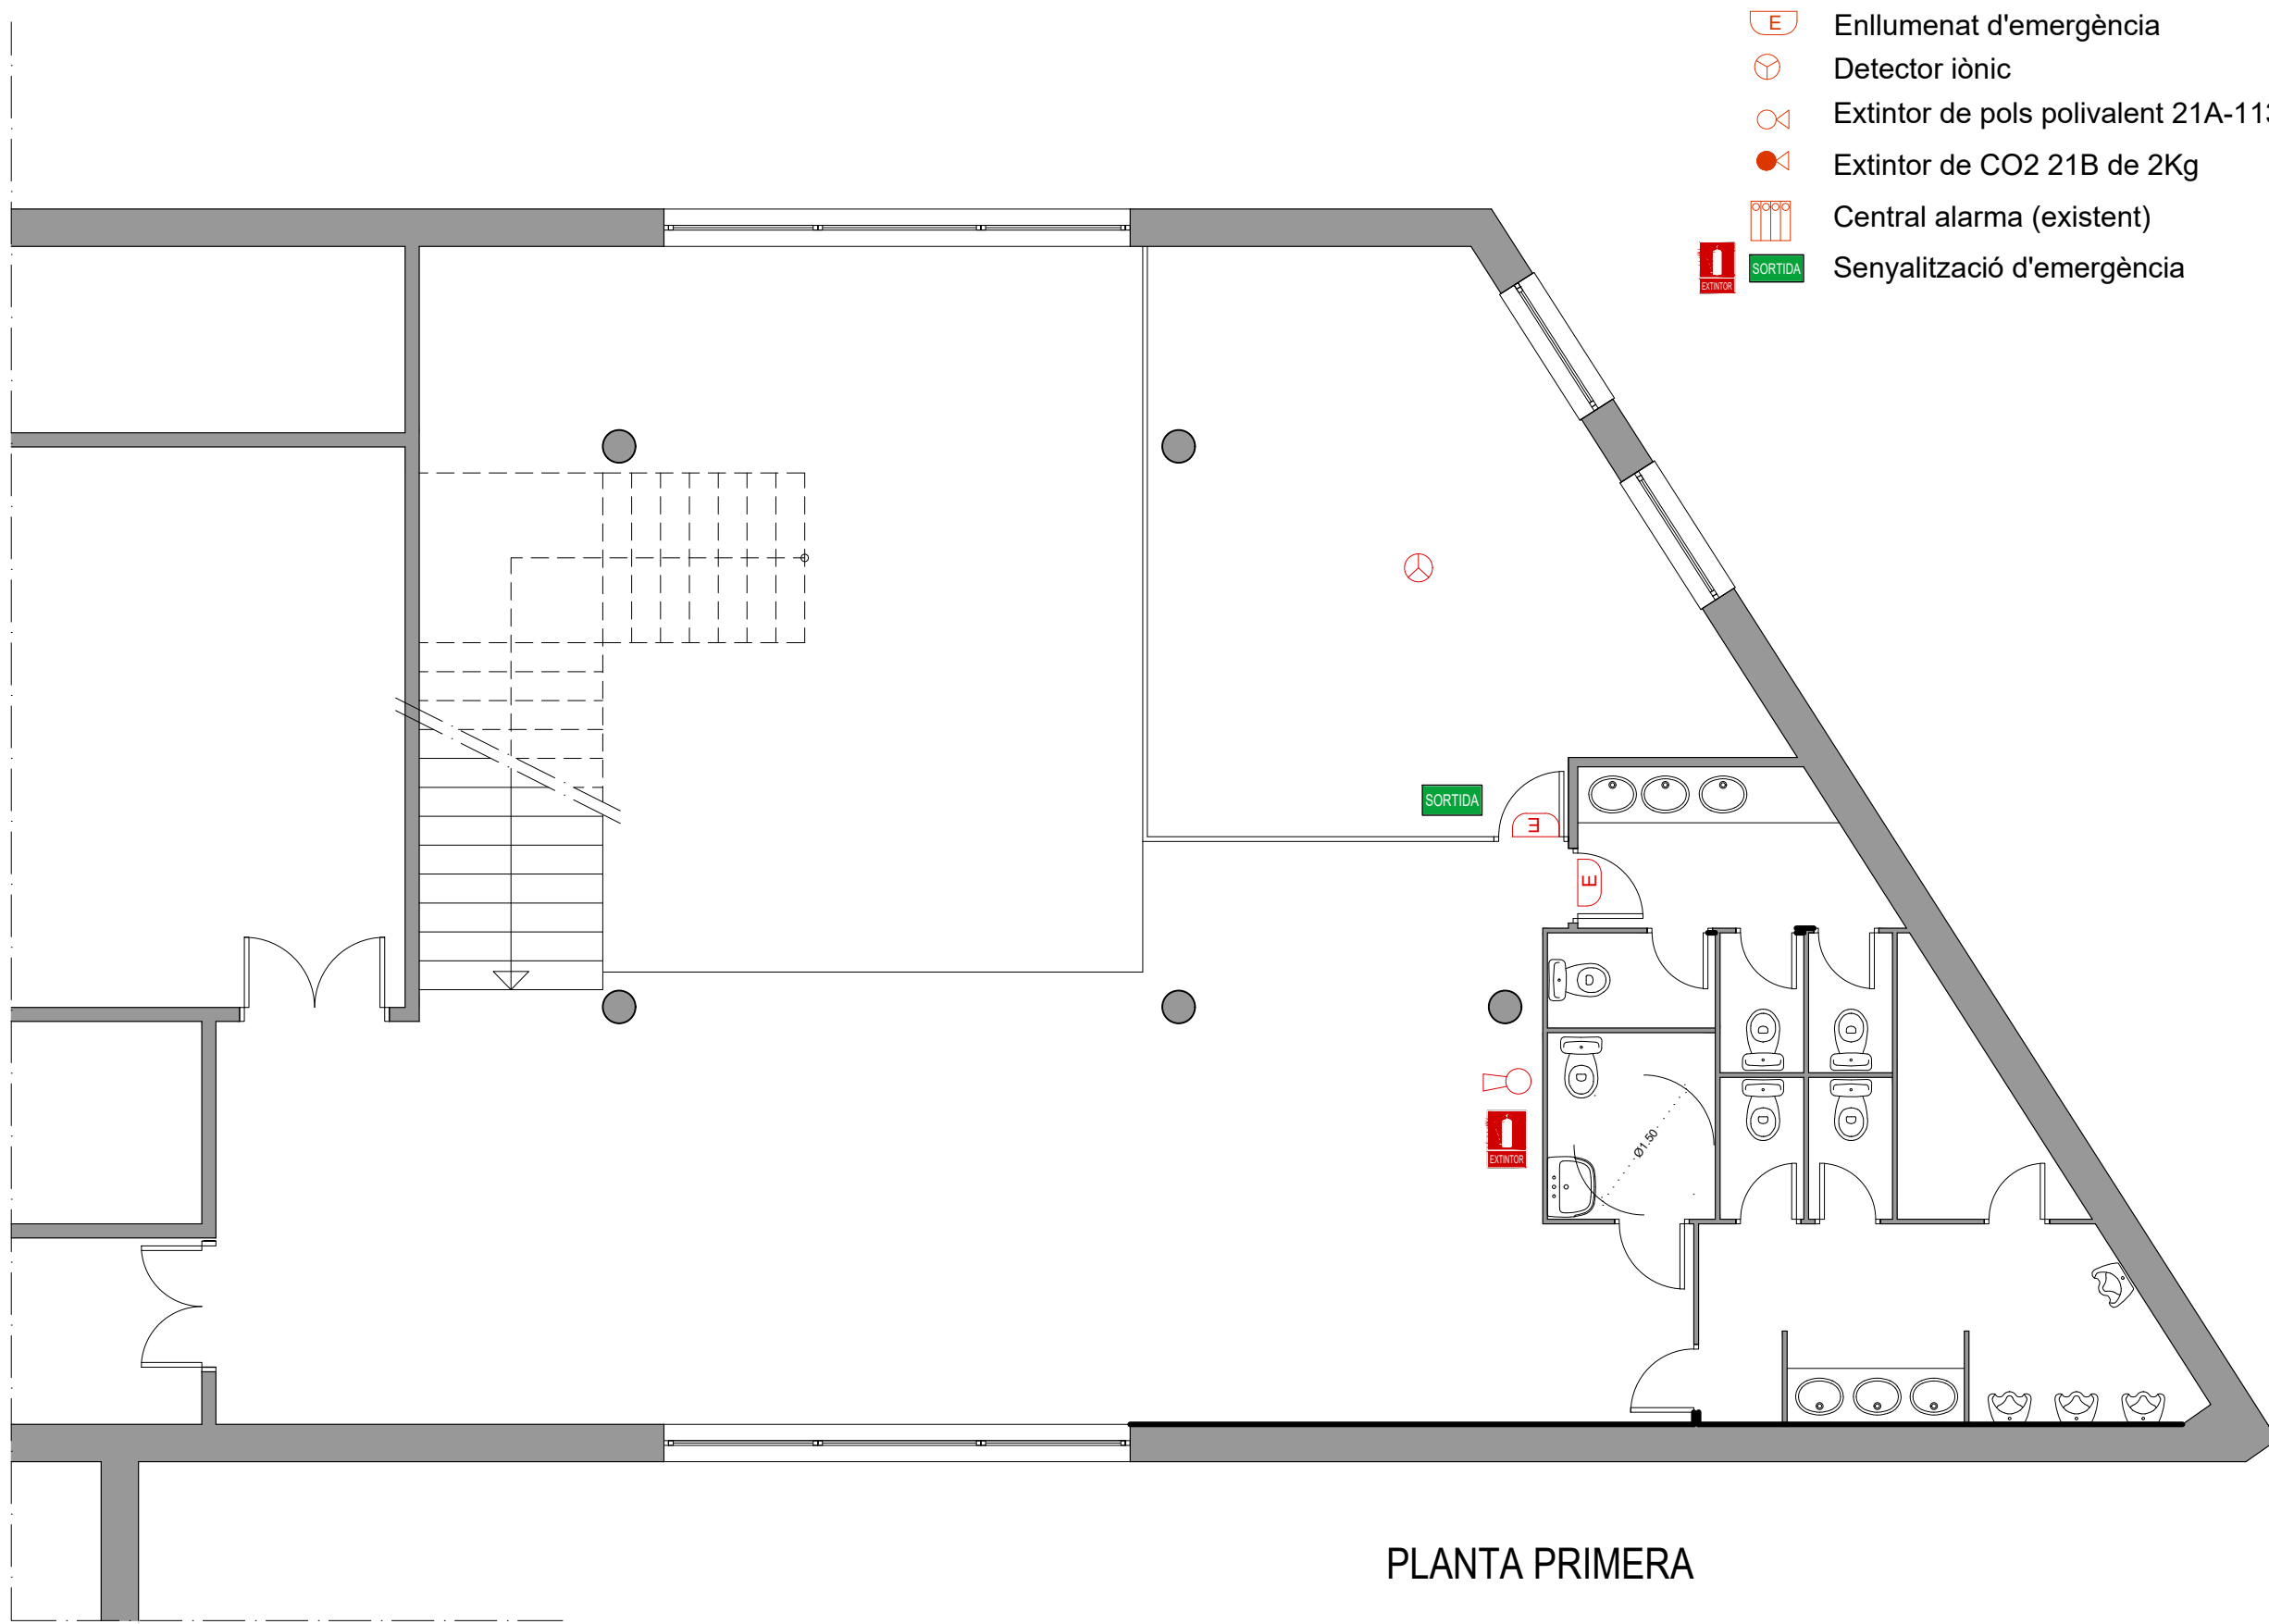 E Enllumenat d'emergència
Detector iònic
Extintor de pols polivalent 21A-113
Extintor de CO2 21B de 2Kg
Central alarma (existent)
EXTINTOR SORTIDA Senyalització d'emergència
SORTIDA
E
E
Ø1.50
EXTINTOR
PLANTA PRIMERA